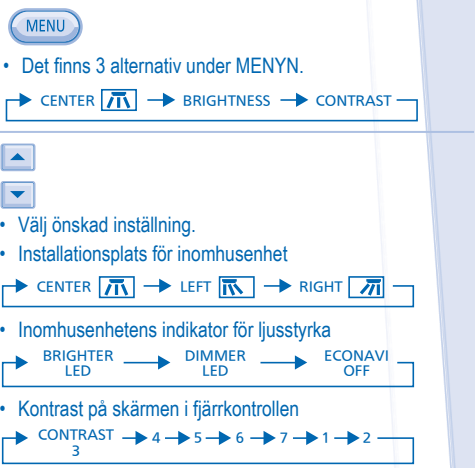 MENU
• Det finns 3 alternativ under MENYN.
CENTER BRIGHTNESS CONTRAST
• Välj önskad inställning.
• Installationsplats för inomhusenhet
CENTER LEFT RIGHT
• Inomhusenhetens indikator för ljusstyrka
BRIGHTER DIMMER ECONAVI
LED LED OFF
• Kontrast på skärmen i fjärrkontrollen
CONTRAST 4 5 6 7 1 2
3